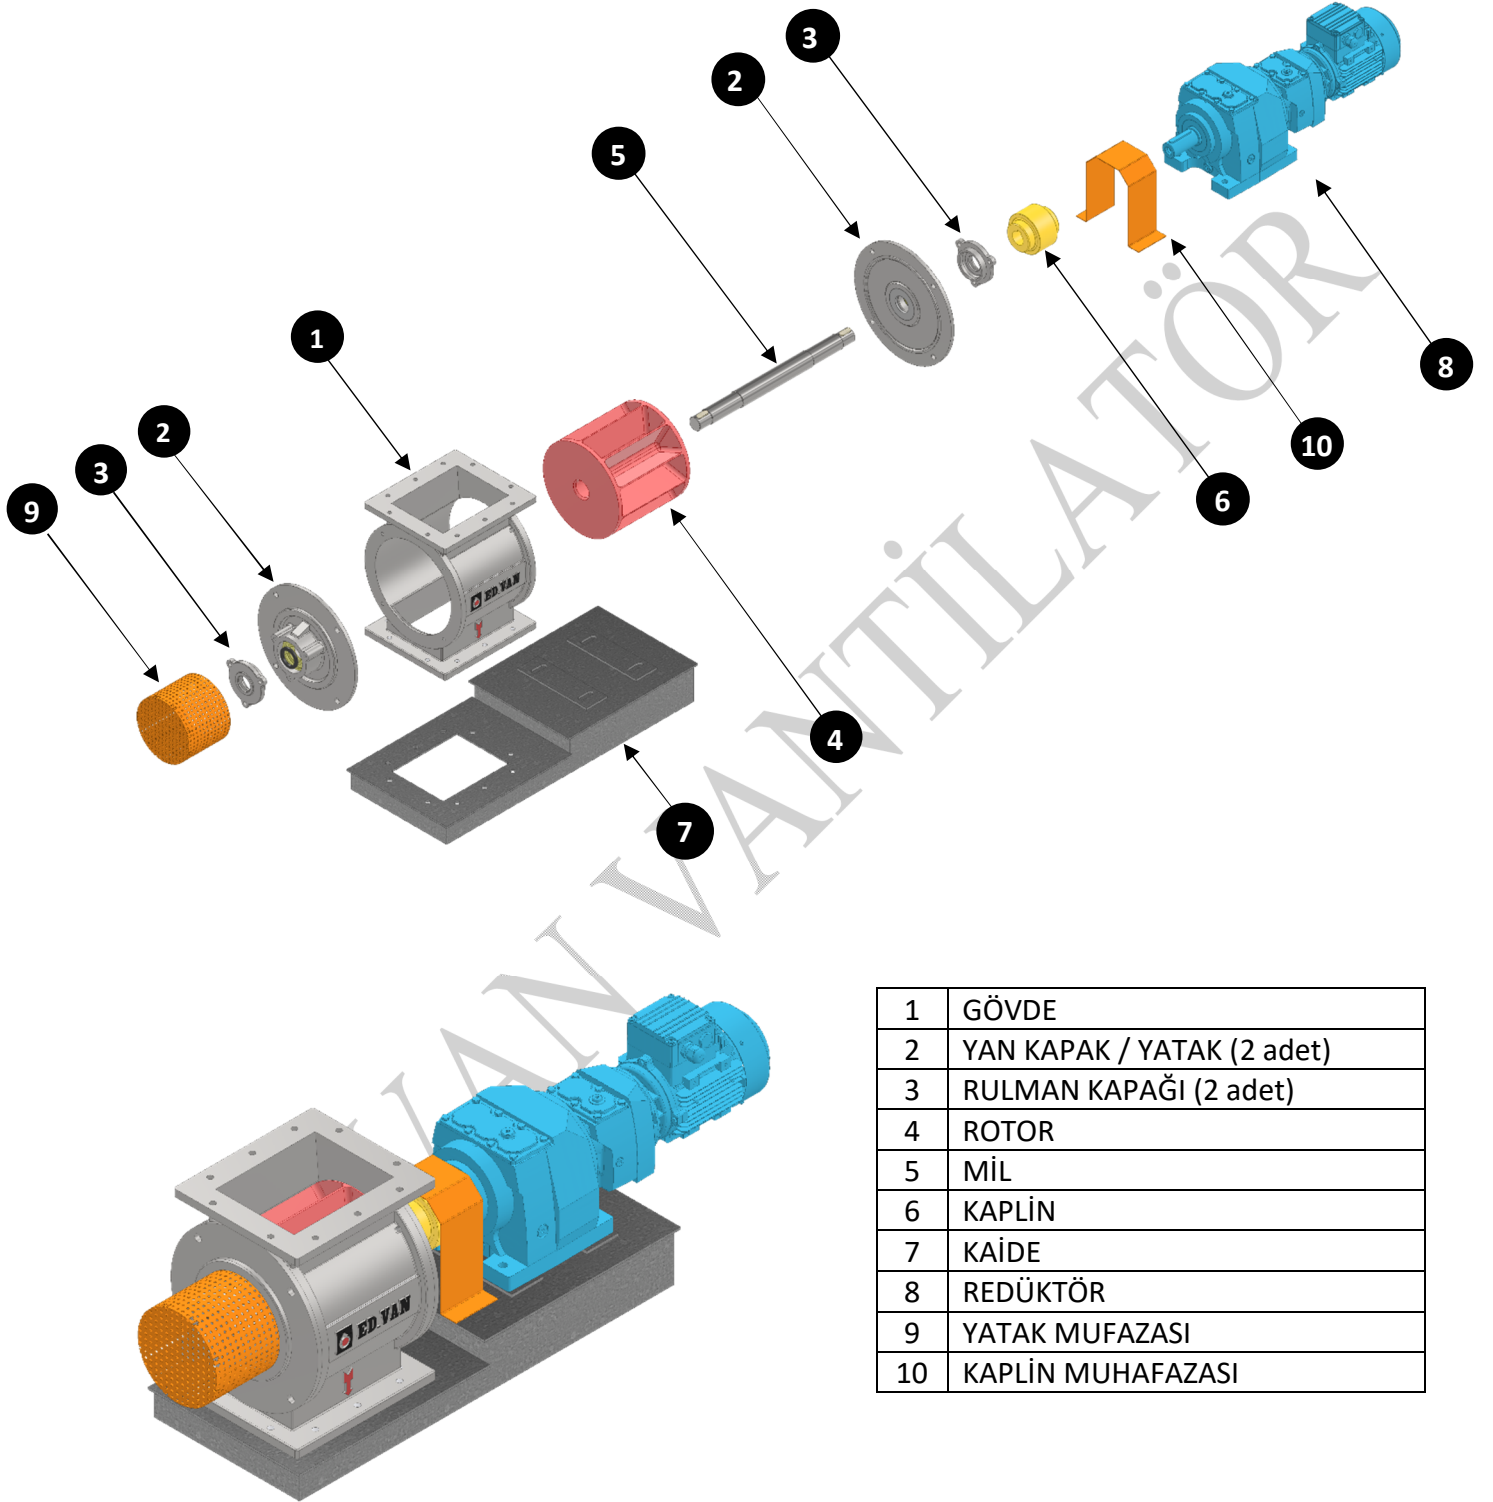 3
2
5
1
2
3
9
8
10
6
4
7
ED.VAN
VAN VANTİLATÖR
ED.VAN
1 GÖVDE
2 YAN KAPAK / YATAK (2 adet)
3 RULMAN KAPAĞI (2 adet)
4 ROTOR
5 MİL
6 KAPLİN
7 KAİDE
8 REDÜKTÖR
9 YATAK MUFAZASI
10 KAPLİN MUHAFAZASI